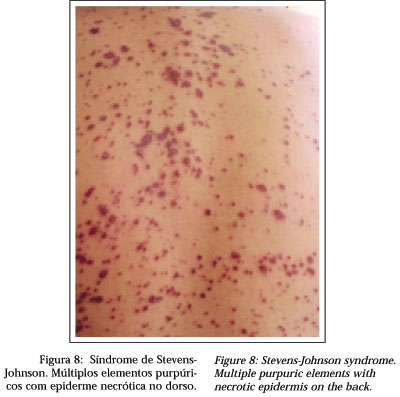 Figura 8: Síndrome de Stevens-
Johnson. Múltiplos elementos purpúri-
cos com epiderme necrótica no dorso.
Figure 8: Stevens-Johnson syndrome.
Multiple purpuric elements with
necrotic epidermis on the back.